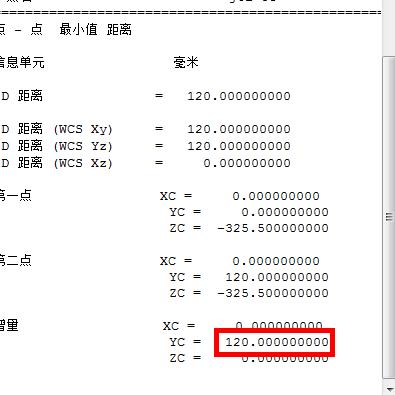 点 - 点 最小值 距离
信息单元 毫米
D 距离 = 120.000000000
D 距离 (WCS Xy) = 120.000000000
D 距离 (WCS Yz) = 120.000000000
D 距离 (WCS Xz) = 0.000000000
第一点 XC = 0.000000000
YC = 0.000000000
ZC = -325.500000000
第二点 XC = 0.000000000
YC = 120.000000000
ZC = -325.500000000
增量 XC = 0.000000000
YC = 120.000000000
ZC = 0.000000000